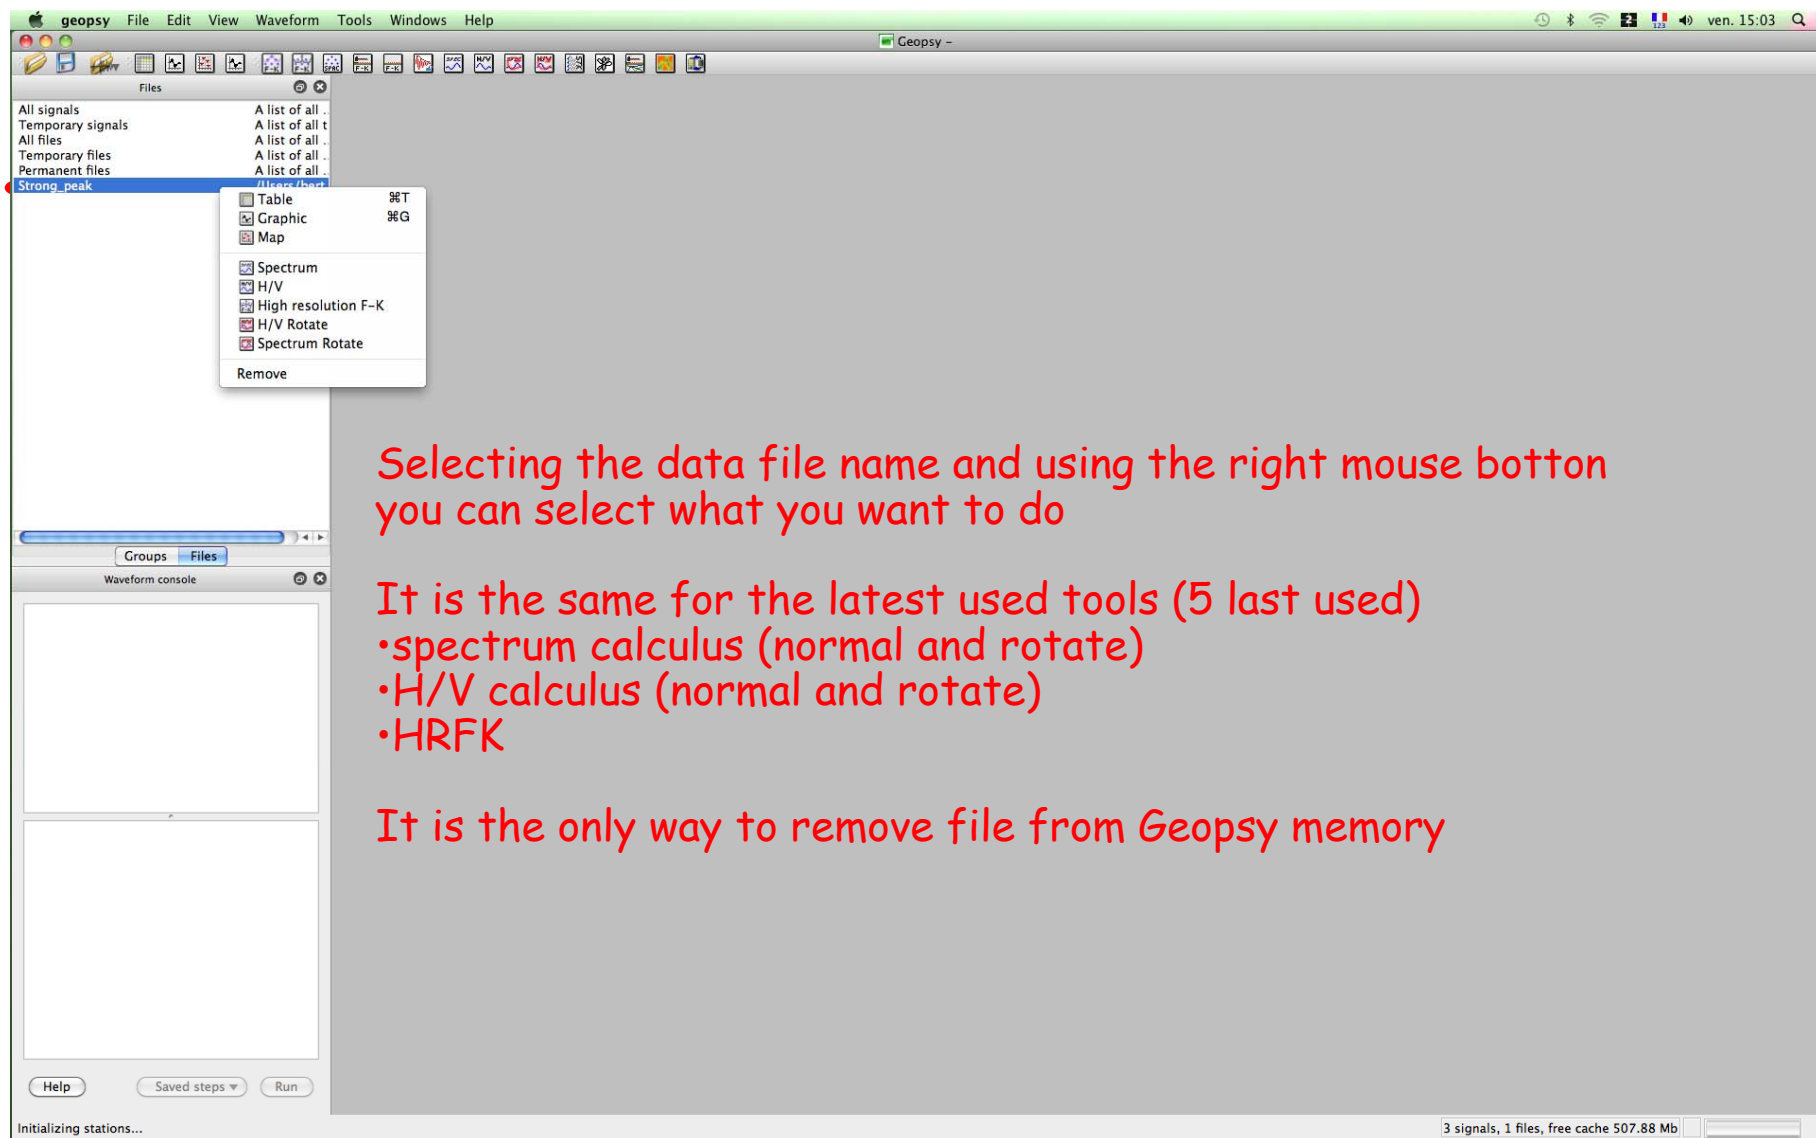 geopsy File Edit View Waveform Tools Windows Help
ven. 15:03
Geopsy -
Files
All signals A list of all ..
Temporary signals A list of all t
All files A list of all ..
Temporary files A list of all ..
Permanent files A list of all ..
Strong_peak /Users/bert
Table ⌘T
Graphic ⌘G
Map
Spectrum
H/V
High resolution F-K
H/V Rotate
Spectrum Rotate
Remove
Selecting the data file name and using the right mouse botton
you can select what you want to do
It is the same for the latest used tools (5 last used)
•spectrum calculus (normal and rotate)
•H/V calculus (normal and rotate)
•HRFK
It is the only way to remove file from Geopsy memory
Groups Files
Waveform console
Help Saved steps Run
Initializing stations...
3 signals, 1 files, free cache 507.88 Mb